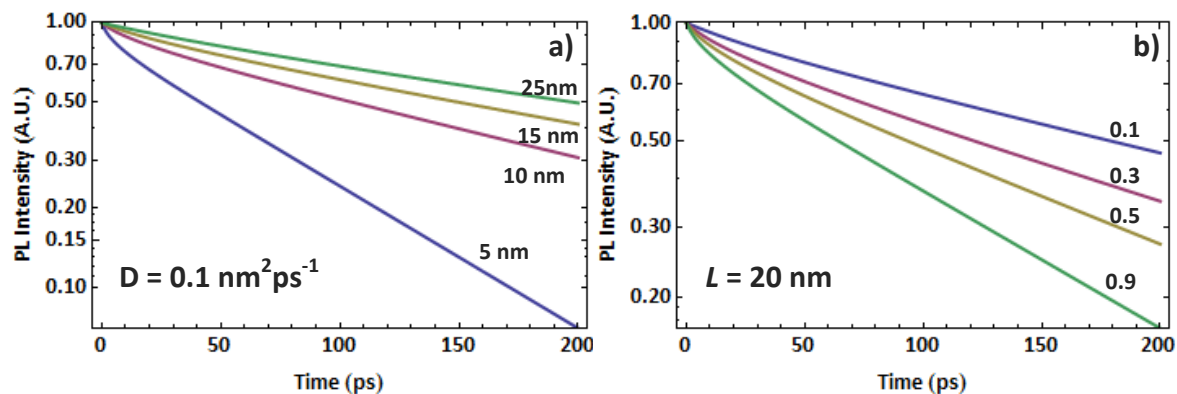 a)
PL Intensity (A.U.)
1.00
0.70
0.50
0.30
0.20
0.15
0.10
25nm
15 nm
10 nm
5 nm
D = 0.1 nm²ps⁻¹
0 50 100 150 200
Time (ps)
b)
PL Intensity (A.U.)
1.00
0.70
0.50
0.30
0.20
0.1
0.3
0.5
0.9
L = 20 nm
0 50 100 150 200
Time (ps)